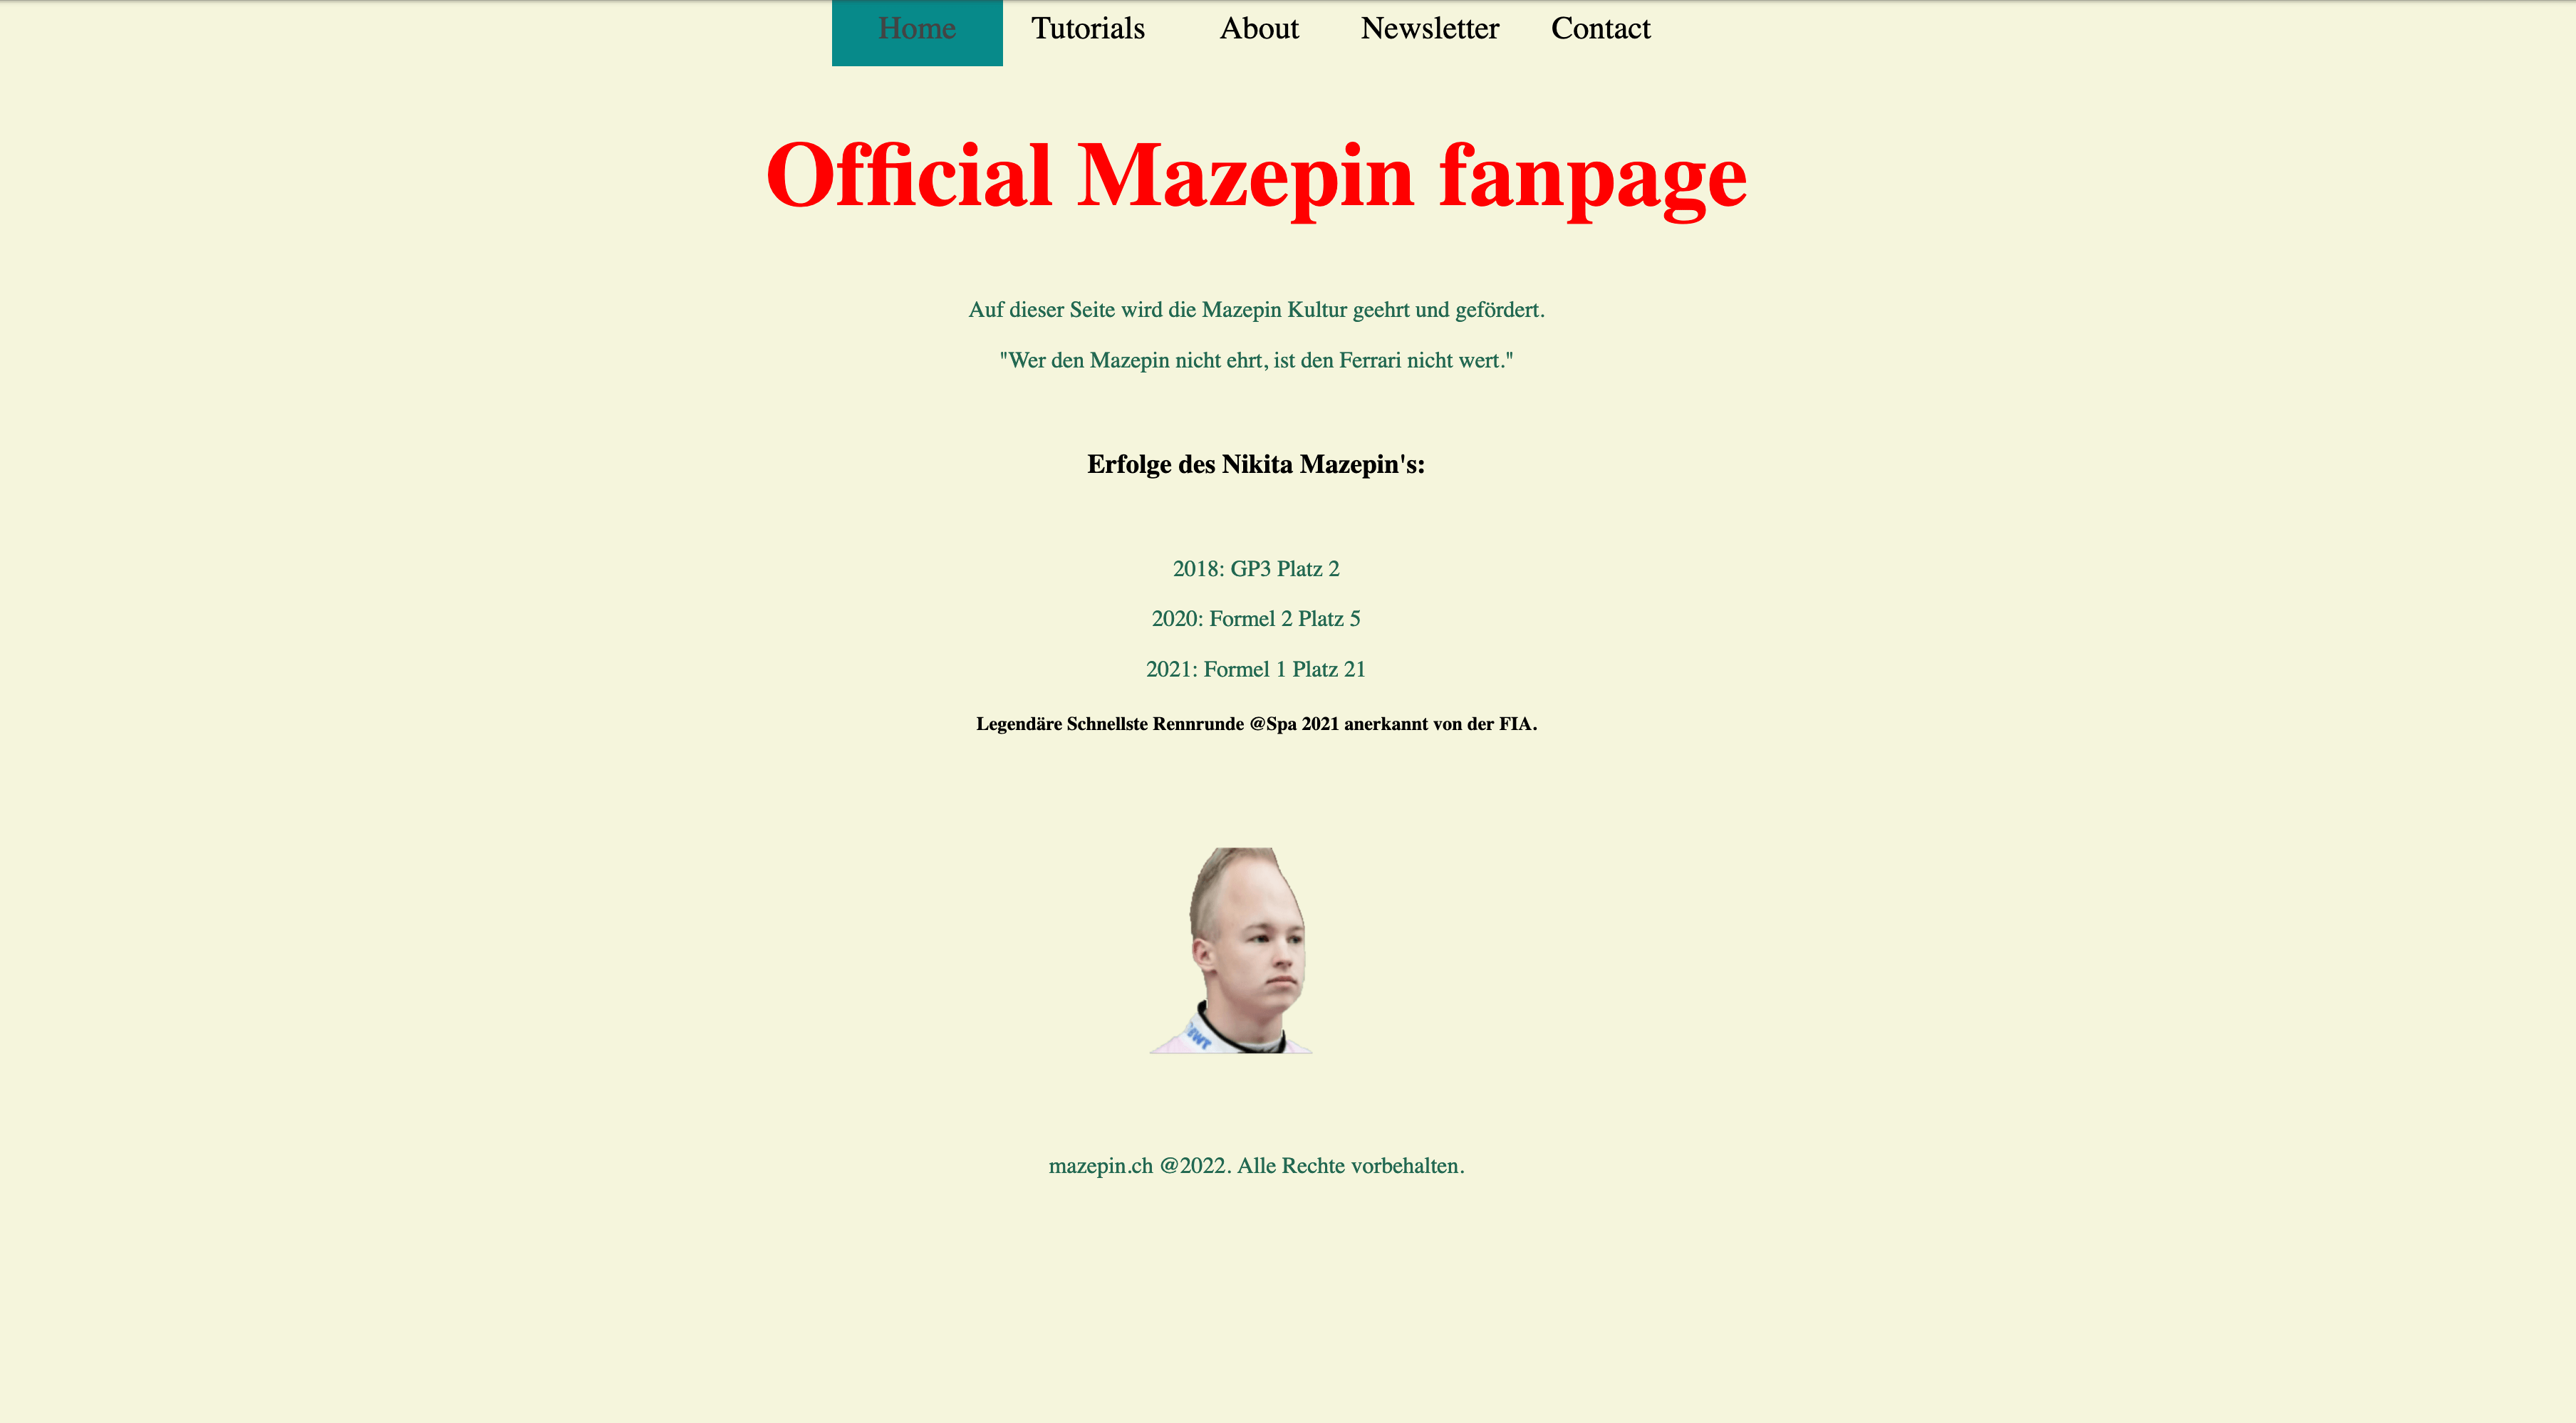 Home Tutorials About Newsletter Contact
Official Mazepin fanpage
Auf dieser Seite wird die Mazepin Kultur geehrt und gefördert.
"Wer den Mazepin nicht ehrt, ist den Ferrari nicht wert."
Erfolge des Nikita Mazepin's:
2018: GP3 Platz 2
2020: Formel 2 Platz 5
2021: Formel 1 Platz 21
Legendäre Schnellste Rennrunde @Spa 2021 anerkannt von der FIA.
mazepin.ch @2022. Alle Rechte vorbehalten.